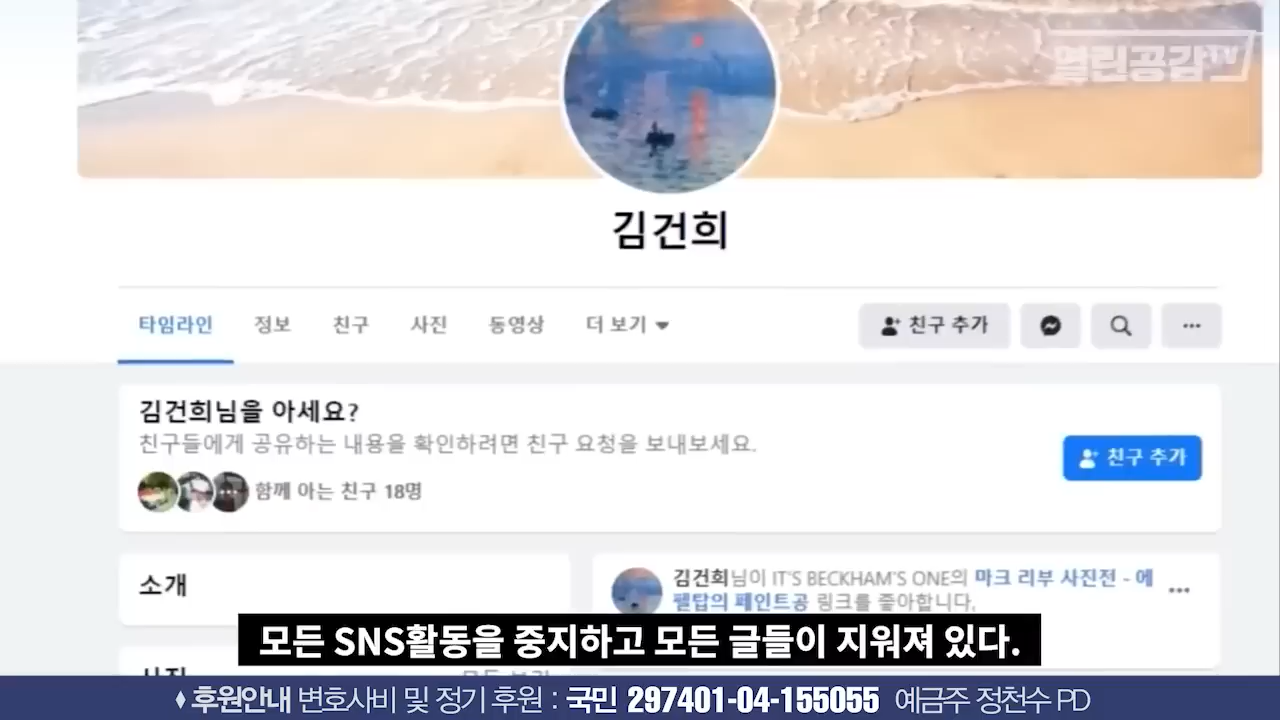 열린공감TV
김건희
타임라인 정보 친구 사진 동영상 더 보기 친구 추가
김건희님을 아세요?
친구들에게 공유하는 내용을 확인하려면 친구 요청을 보내보세요.
친구 추가
함께 아는 친구 18명
소개
김건희님이 IT'S BECKHAM'S ONE의 마크 리부 사진전 - 에
펠탑의 페인트공 링크를 좋아합니다.
모든 SNS활동을 중지하고 모든 글들이 지워져 있다.
♦후원안내 변호사비 및 정기 후원 : 국민 297401-04-155055 예금주 정천수 PD